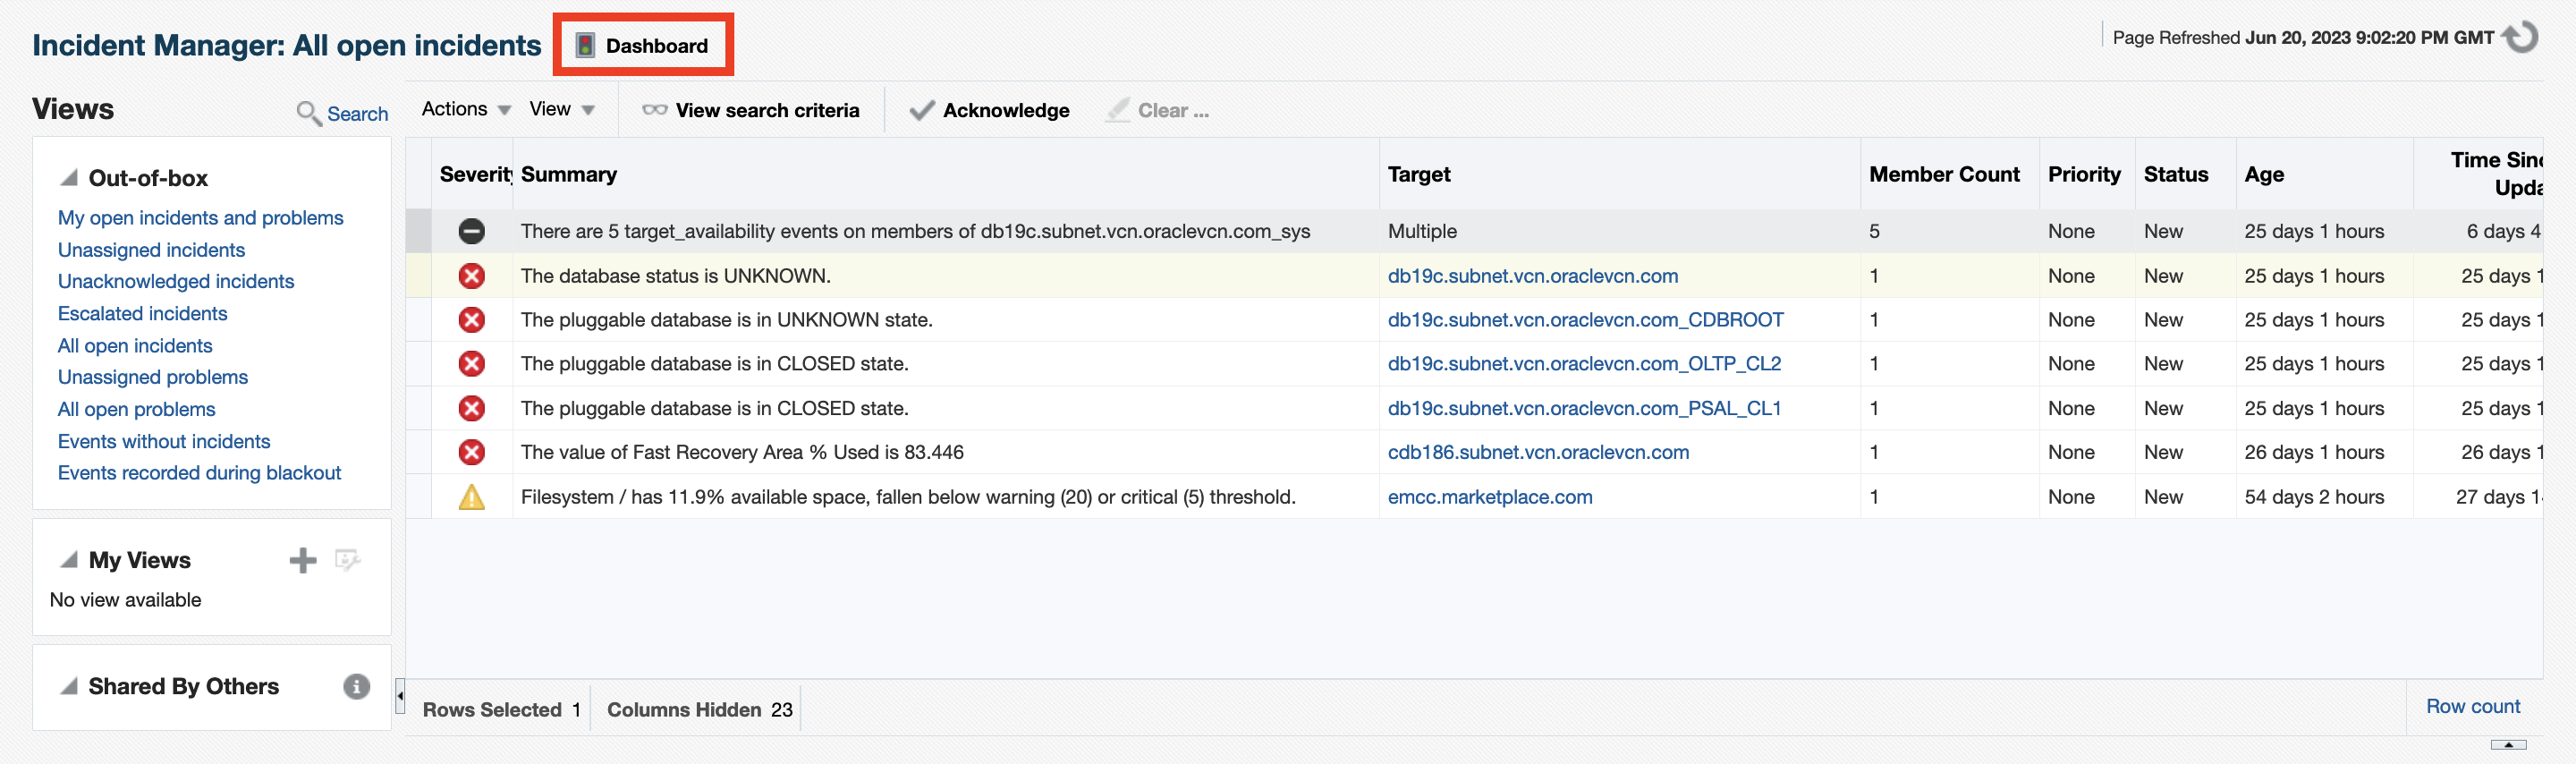 Incident Manager: All open incidents
Dashboard
Page Refreshed Jun 20, 2023 9:02:20 PM GMT
Views
Search
Out-of-box
My open incidents and problems
Unassigned incidents
Unacknowledged incidents
Escalated incidents
All open incidents
Unassigned problems
All open problems
Events without incidents
Events recorded during blackout
My Views
No view available
Shared By Others
Actions View View search criteria Acknowledge Clear ...
Severity Summary Target Member Count Priority Status Age
There are 5 target_availability events on members of db19c.subnet.vcn.oraclevcn.com_sys Multiple 5 None New 25 days 1 hours 6 days 4
The database status is UNKNOWN. db19c.subnet.vcn.oraclevcn.com 1 None New 25 days 1 hours 25 days 1
The pluggable database is in UNKNOWN state. db19c.subnet.vcn.oraclevcn.com_CDBROOT 1 None New 25 days 1 hours 25 days 1
The pluggable database is in CLOSED state. db19c.subnet.vcn.oraclevcn.com_OLTP_CL2 1 None New 25 days 1 hours 25 days 1
The pluggable database is in CLOSED state. db19c.subnet.vcn.oraclevcn.com_PSAL_CL1 1 None New 25 days 1 hours 25 days 1
The value of Fast Recovery Area % Used is 83.446 cdb186.subnet.vcn.oraclevcn.com 1 None New 26 days 1 hours 26 days 1
Filesystem / has 11.9% available space, fallen below warning (20) or critical (5) threshold. emcc.marketplace.com 1 None New 54 days 2 hours 27 days
Rows Selected 1 Columns Hidden 23
Row count